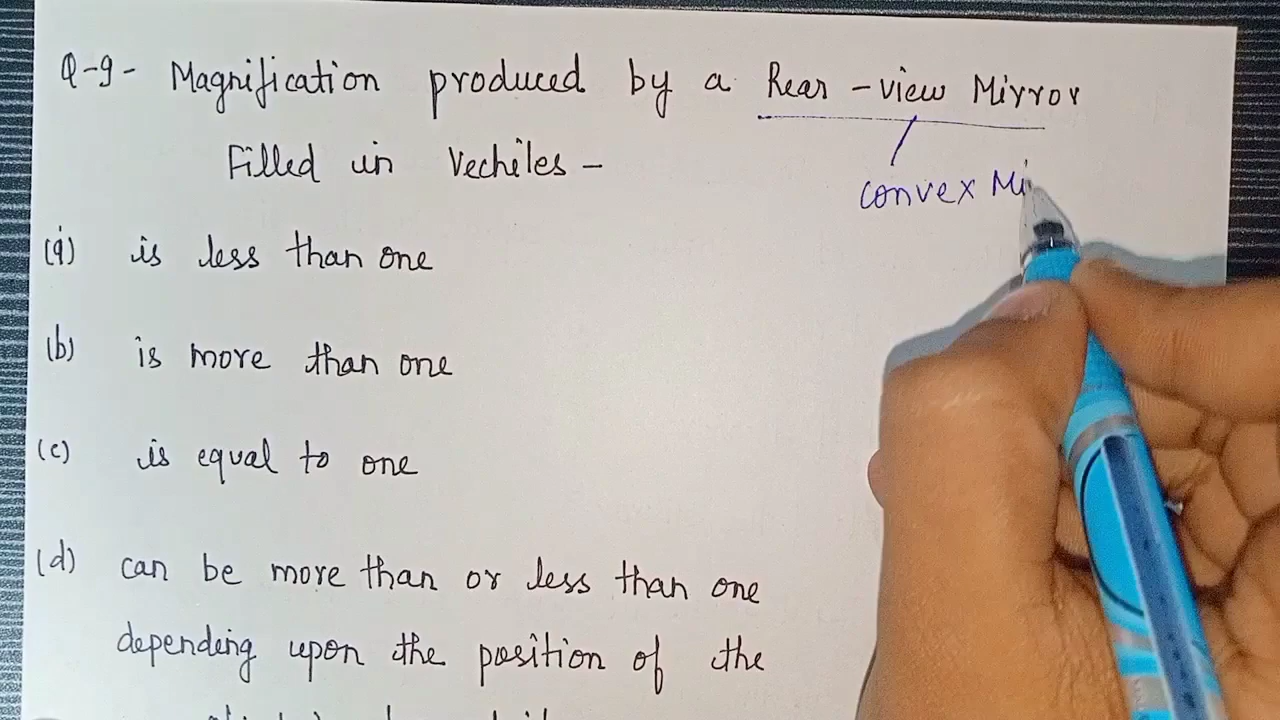 Q-9- Magnification produced by a Rear -view Mirror
Filled in Vechiles -
convex Mi
(a) is less than one
(b) is more than one
(c) is equal to one
(d) can be more than or less than one
depending upon the position of the